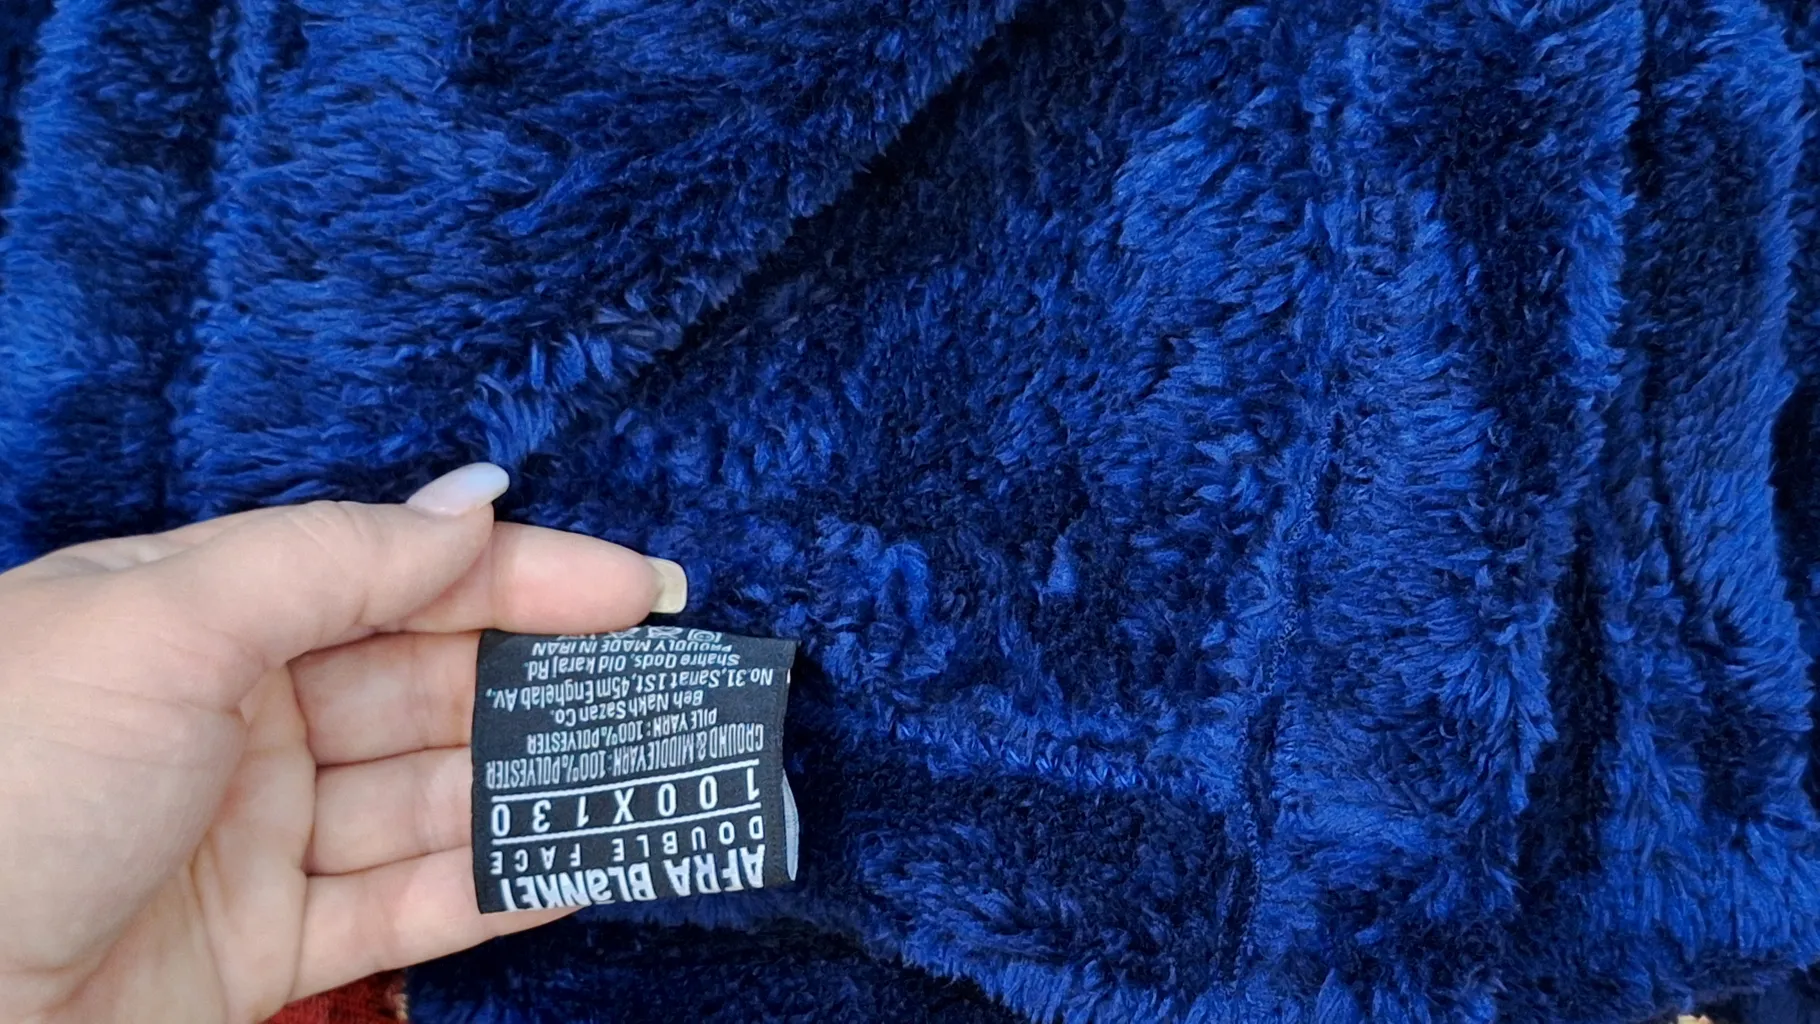 AFRA BLaNKET
DOUBLE FACE
100X130
GROUND&MIDDLE YARN: 100%POLYESTER
PILE YARN: 100%POLYESTER
Beh Nakh Sazan Co.
No.31,Sanat 1St,45m Enghelab AV.,
Shahre Qods, Old karaj Rd.
PROUDLY MADE IN IRAN